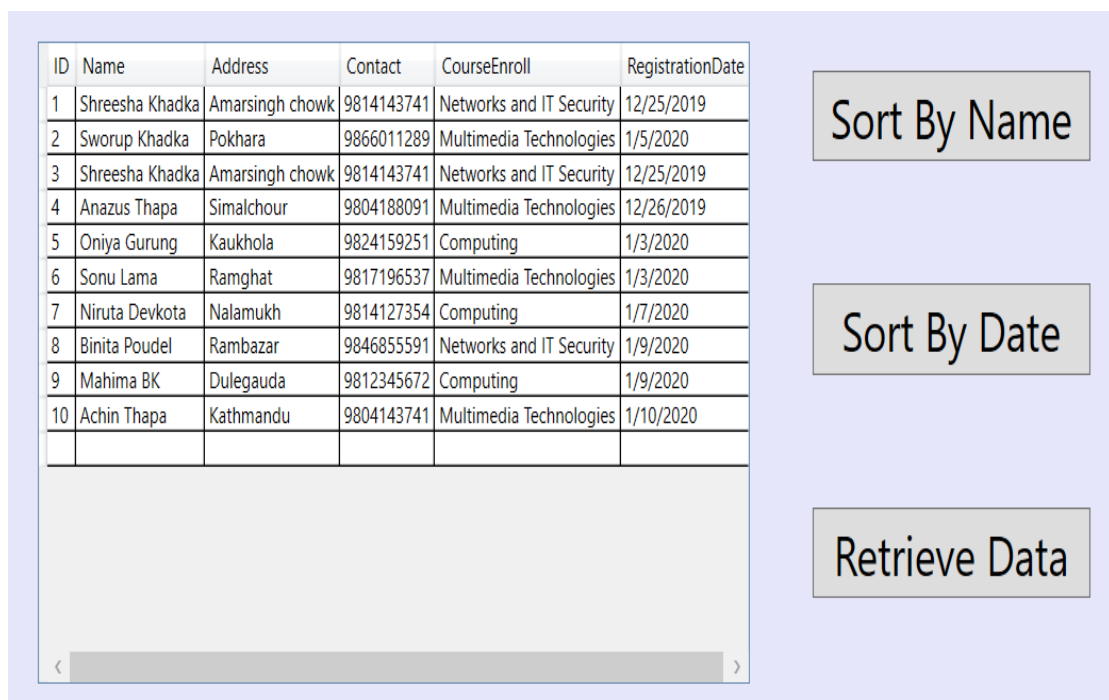 ID Name Address Contact CourseEnroll RegistrationDate
1 Shreesha Khadka Amarsingh chowk 9814143741 Networks and IT Security 12/25/2019
2 Sworup Khadka Pokhara 9866011289 Multimedia Technologies 1/5/2020
3 Shreesha Khadka Amarsingh chowk 9814143741 Networks and IT Security 12/25/2019
4 Anazus Thapa Simalchour 9804188091 Multimedia Technologies 12/26/2019
5 Oniya Gurung Kaukhola 9824159251 Computing 1/3/2020
6 Sonu Lama Ramghat 9817196537 Multimedia Technologies 1/3/2020
7 Niruta Devkota Nalamukh 9814127354 Computing 1/7/2020
8 Binita Poudel Rambazar 9846855591 Networks and IT Security 1/9/2020
9 Mahima BK Dulegauda 9812345672 Computing 1/9/2020
10 Achin Thapa Kathmandu 9804143741 Multimedia Technologies 1/10/2020
Sort By Name
Sort By Date
Retrieve Data